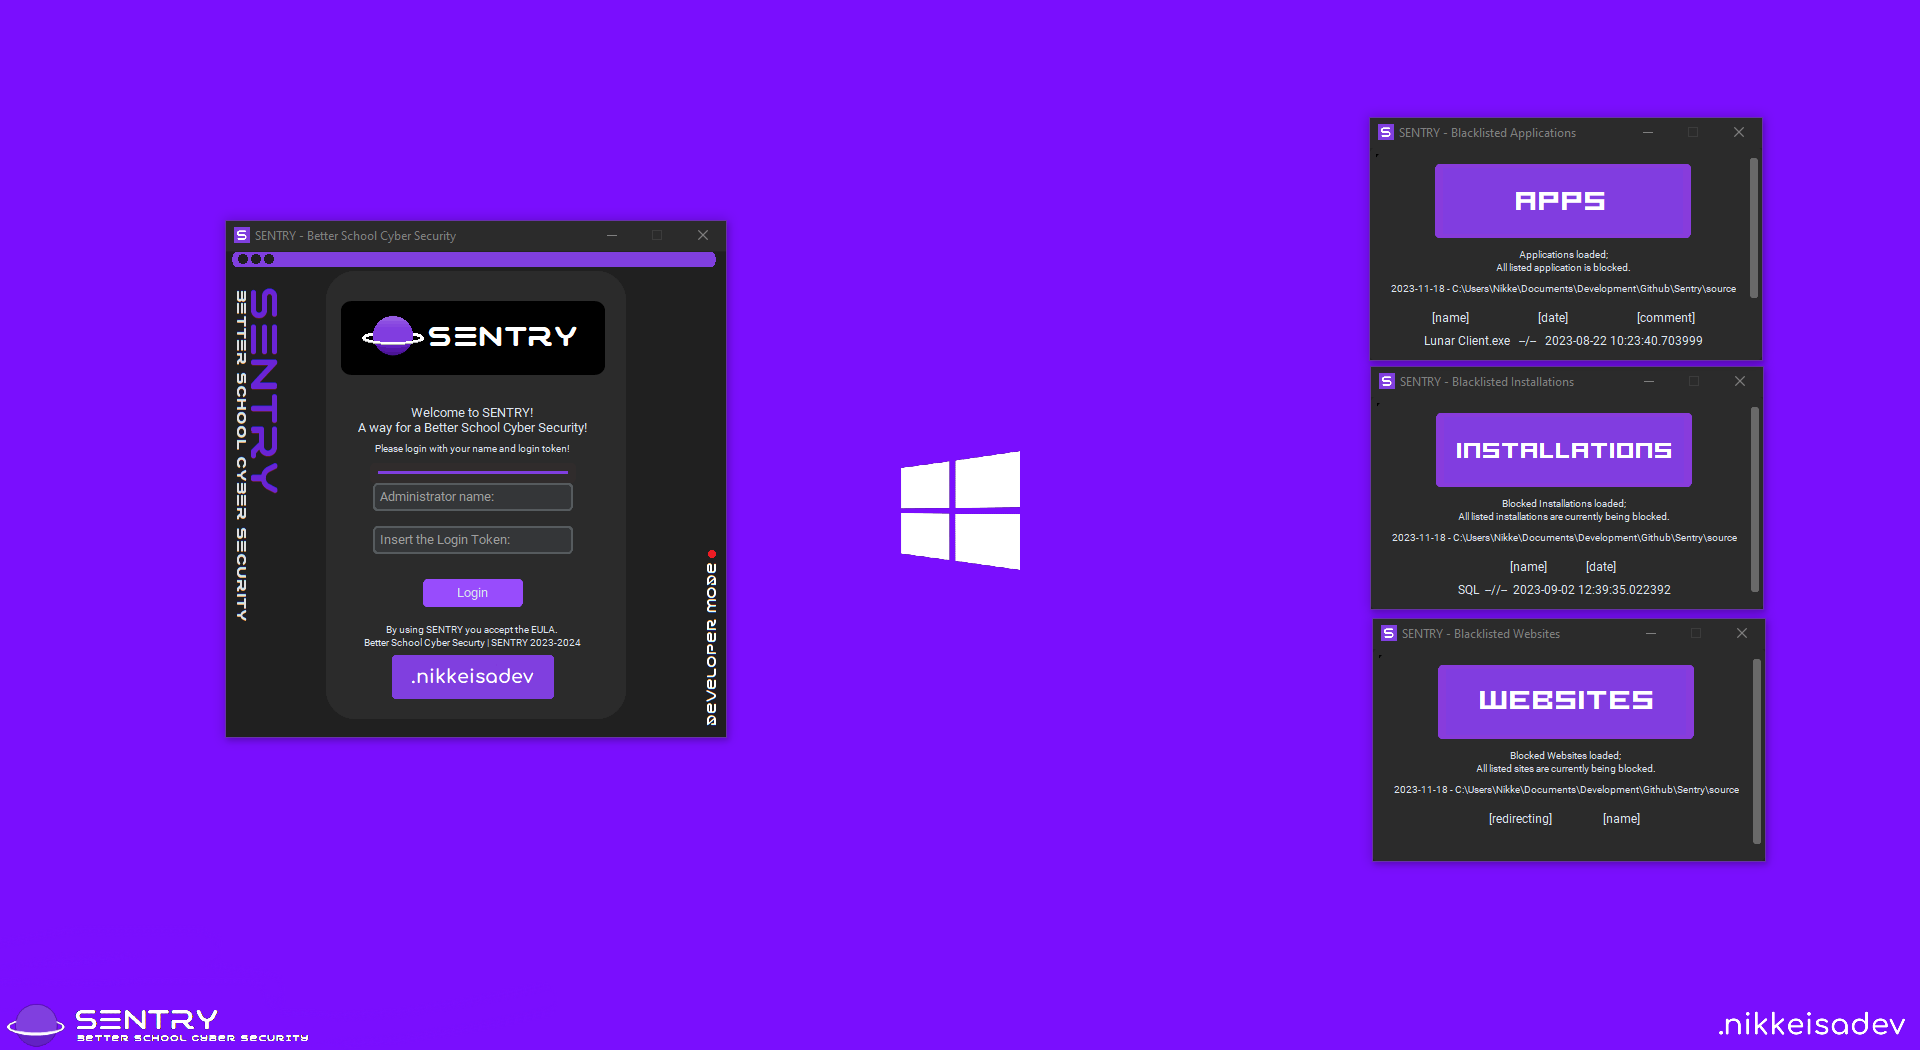 SENTRY - Better School Cyber Security
SENTRY
BETTER SCHOOL CYBER SECURITY
SENTRY
Welcome to SENTRY!
A way for a Better School Cyber Security!
Please login with your name and login token!
Administrator name:
Insert the Login Token:
Login
By using SENTRY you accept the EULA.
Better School Cyber Securty | SENTRY 2023-2024
.nikkeisadev
DEVELOPER MODE
S SENTRY - Blacklisted Applications
APPS
Applications loaded;
All listed application is blocked.
2023-11-18 - C:\Users\Nikke\Documents\Development\Github\Sentry\source
[name] [date] [comment]
Lunar Client.exe --/-- 2023-08-22 10:23:40.703999
S SENTRY - Blacklisted Installations
INSTALLATIONS
Blocked Installations loaded;
All listed installations are currently being blocked.
2023-11-18 - C:\Users\Nikke\Documents\Development\Github\Sentry\source
[name] [date]
SQL --//-- 2023-09-02 12:39:35.022392
S SENTRY - Blacklisted Websites
WEBSITES
Blocked Websites loaded;
All listed sites are currently being blocked.
2023-11-18 - C:\Users\Nikke\Documents\Development\Github\Sentry\source
[redirecting] [name]
SENTRY
BETTER SCHOOL CYBER SECURITY
.nikkeisadev